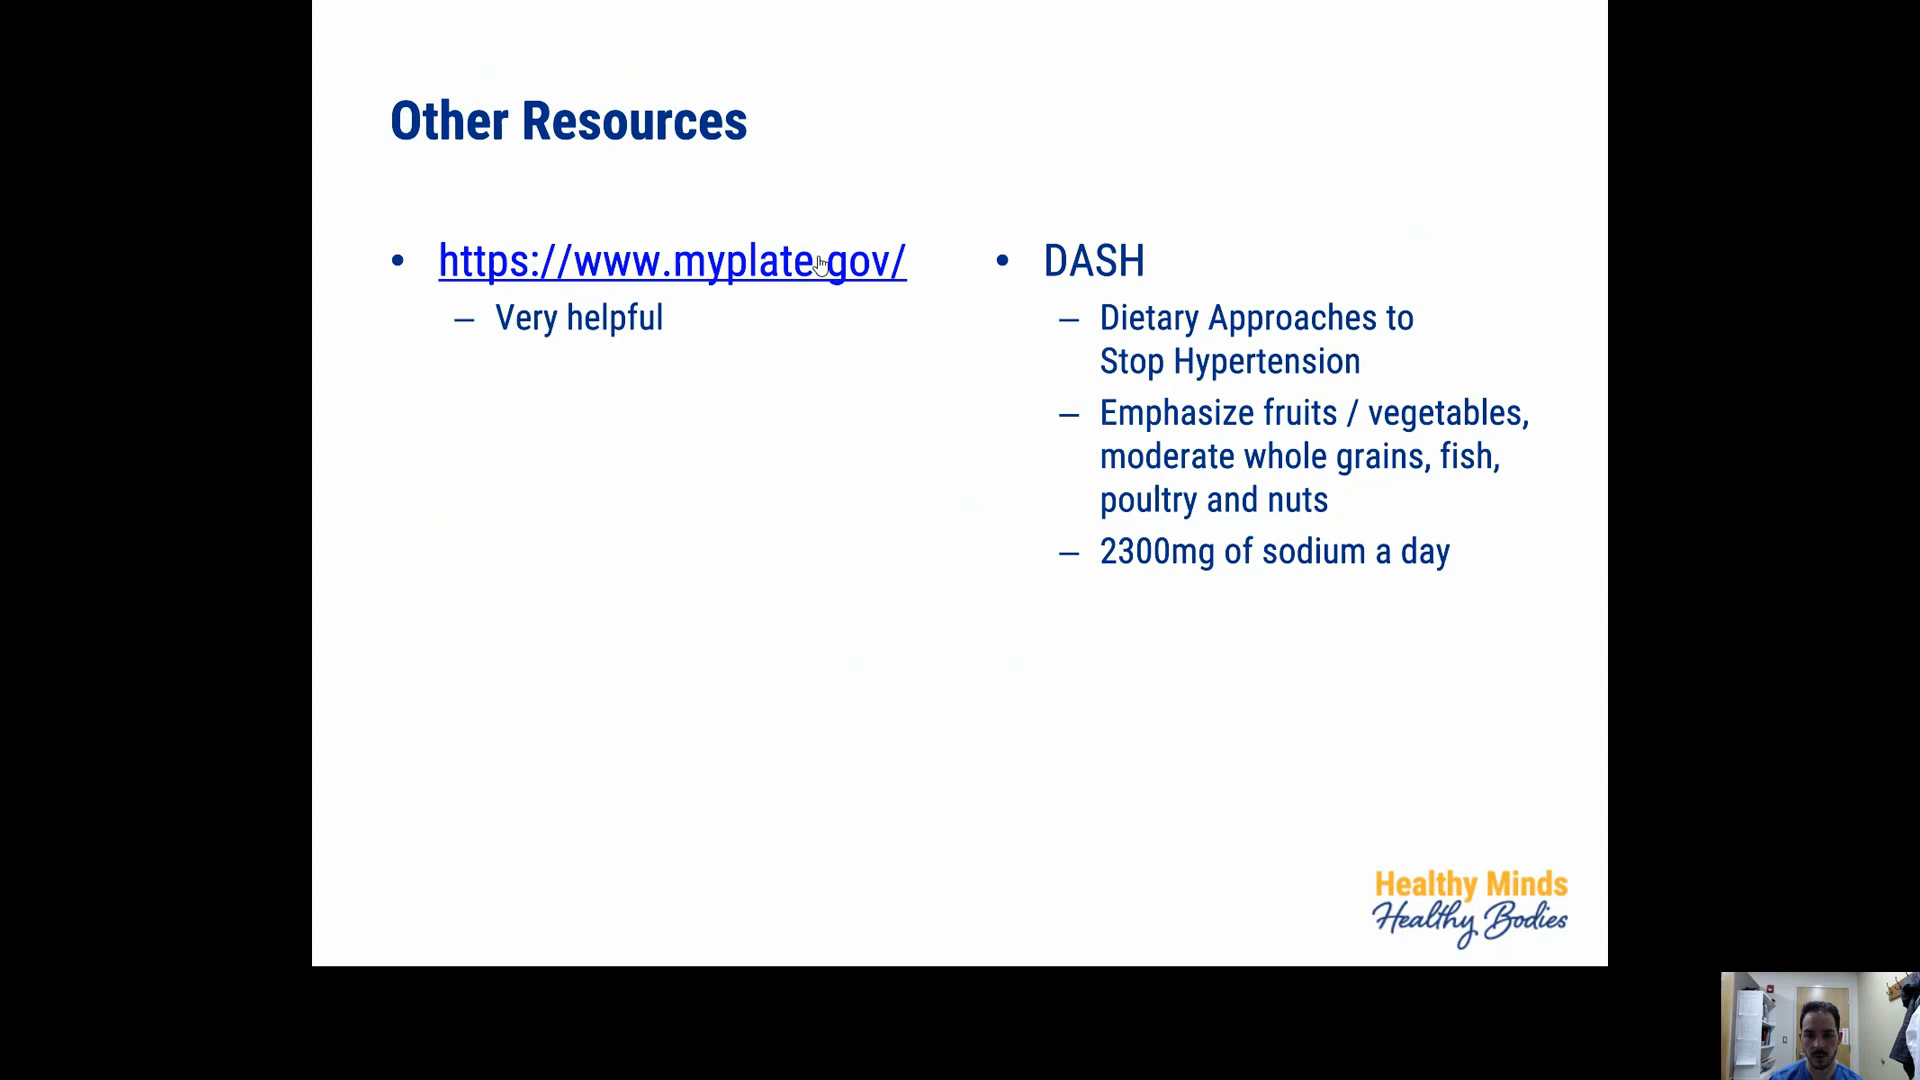 Other Resources
• https://www.myplate.gov/
– Very helpful
• DASH
– Dietary Approaches to
Stop Hypertension
– Emphasize fruits / vegetables,
moderate whole grains, fish,
poultry and nuts
– 2300mg of sodium a day
Healthy Minds
Healthy Bodies